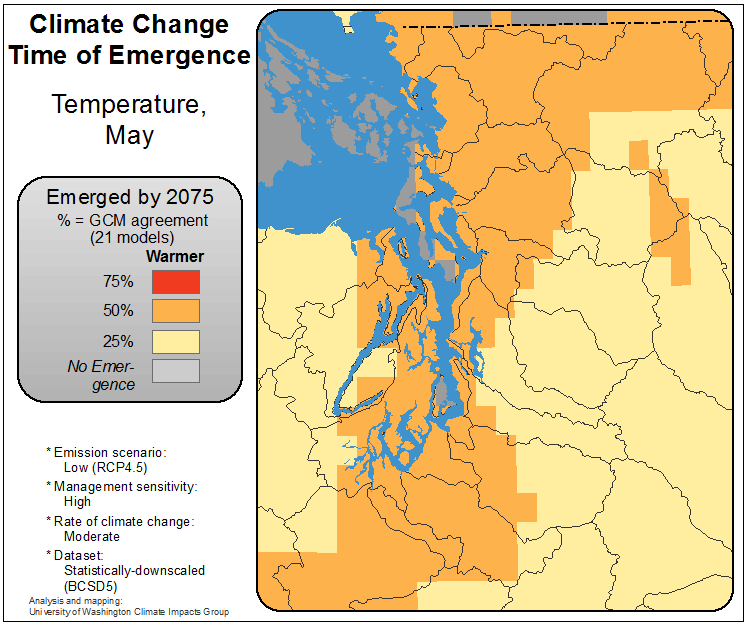 Climate Change
Time of Emergence
Temperature,
May
Emerged by 2075
% = GCM agreement
(21 models)
Warmer
75%
50%
25%
No Emer-
gence
* Emission scenario:
Low (RCP4.5)
* Management sensitivity:
High
* Rate of climate change:
Moderate
* Dataset:
Statistically-downscaled
(BCSD5)
Analysis and mapping:
University of Washington Climate Impacts Group